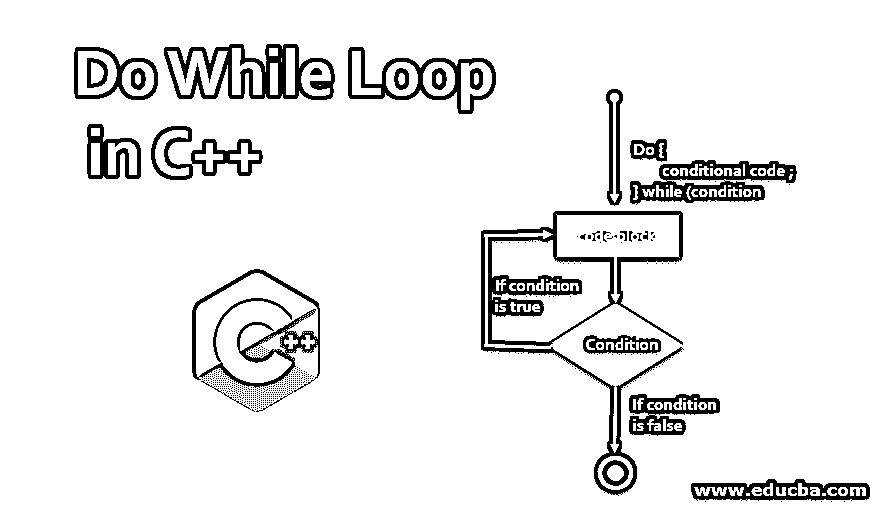 Do While Loop
in C++
Do {
conditional code ;
} while (condition
code block
If condition
is true
Condition
If condition
is false
C++
www.educba.com